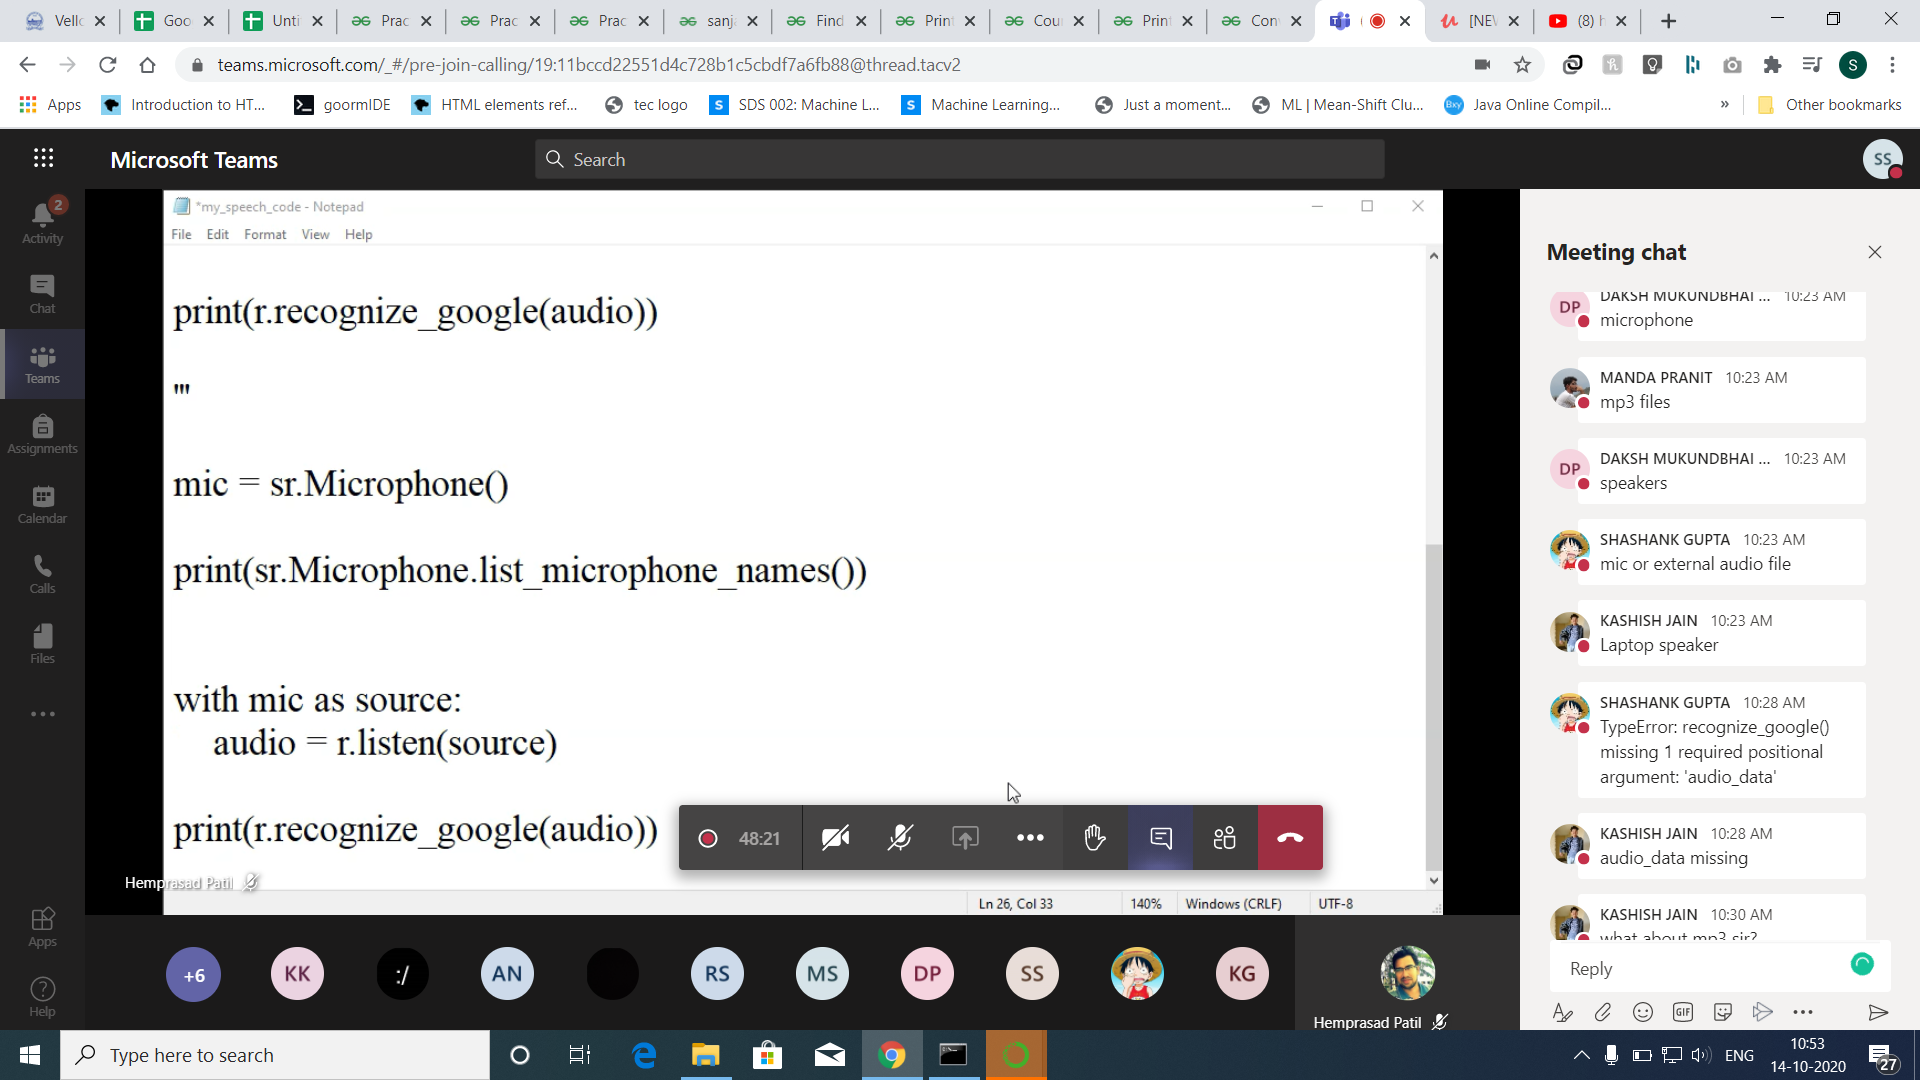 Vello
Goo
Unti
Prac
Prac
Prac
sanj
Find
Print
Cou
Print
Con
[NEW
(8) h
teams.microsoft.com/_#/pre-join-calling/19:11bccd22551d4c728b1c5cbdf7a6fb88@thread.tacv2
S
Apps
Introduction to HT...
goormIDE
HTML elements ref...
tec logo
SDS 002: Machine L...
Machine Learning...
Just a moment...
ML | Mean-Shift Clu...
Java Online Compil...
»
Other bookmarks
Microsoft Teams
Search
SS
2
Activity
Chat
Teams
Assignments
Calendar
Calls
Files
Apps
Help
*my_speech_code - Notepad
File Edit Format View Help
print(r.recognize_google(audio))
'''
mic = sr.Microphone()
print(sr.Microphone.list_microphone_names())
with mic as source:
audio = r.listen(source)
print(r.recognize_google(audio))
48:21
Hemprasad Patil
Ln 26, Col 33
140%
Windows (CRLF)
UTF-8
+6
KK
:/
AN
RS
MS
DP
SS
KG
Hemprasad Patil
Meeting chat
DP
DAKSH MUKUNDBHAI ... 10:23 AM
microphone
MANDA PRANIT 10:23 AM
mp3 files
DP
DAKSH MUKUNDBHAI ... 10:23 AM
speakers
SHASHANK GUPTA 10:23 AM
mic or external audio file
KASHISH JAIN 10:23 AM
Laptop speaker
SHASHANK GUPTA 10:28 AM
TypeError: recognize_google()
missing 1 required positional
argument: 'audio_data'
KASHISH JAIN 10:28 AM
audio_data missing
KASHISH JAIN 10:30 AM
what about mp3 sir?
Reply
GIF
Type here to search
ENG
10:53
14-10-2020
27